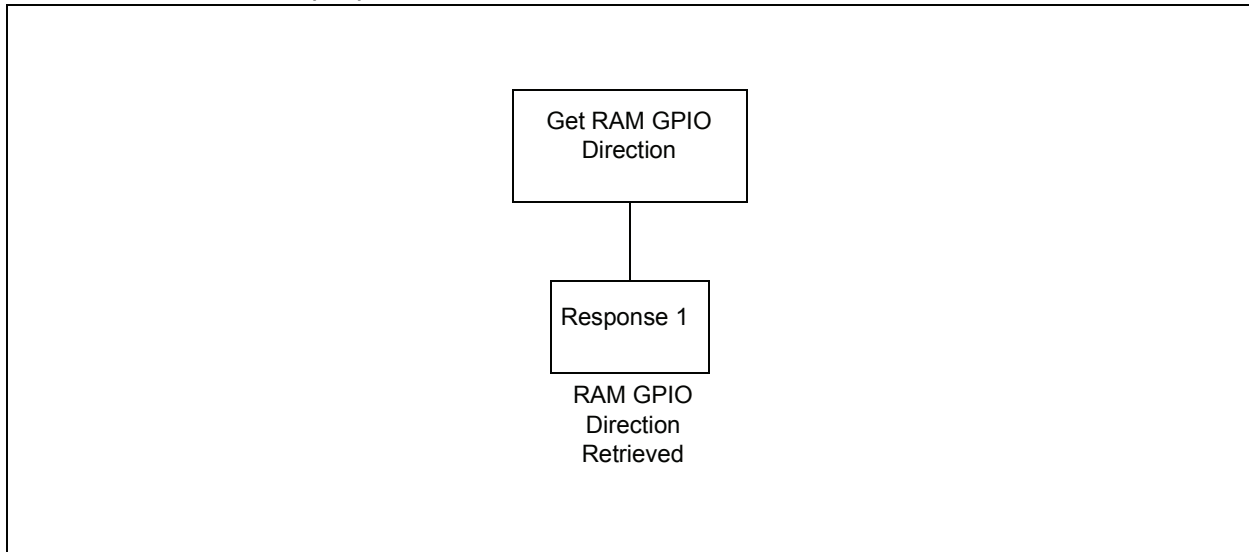 Get RAM GPIO
Direction
Response 1
RAM GPIO
Direction
Retrieved